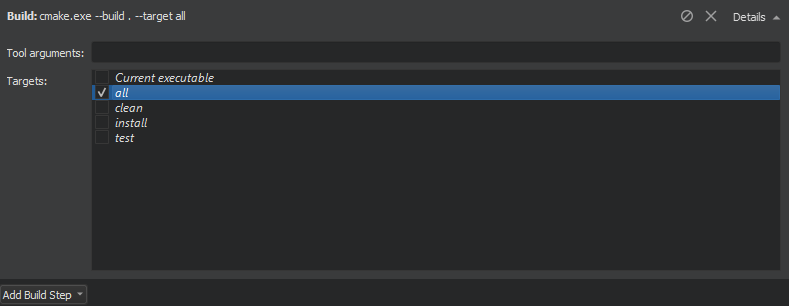 Build: cmake.exe --build . --target all
Details
Tool arguments:
Targets:
Current executable
all
clean
install
test
Add Build Step